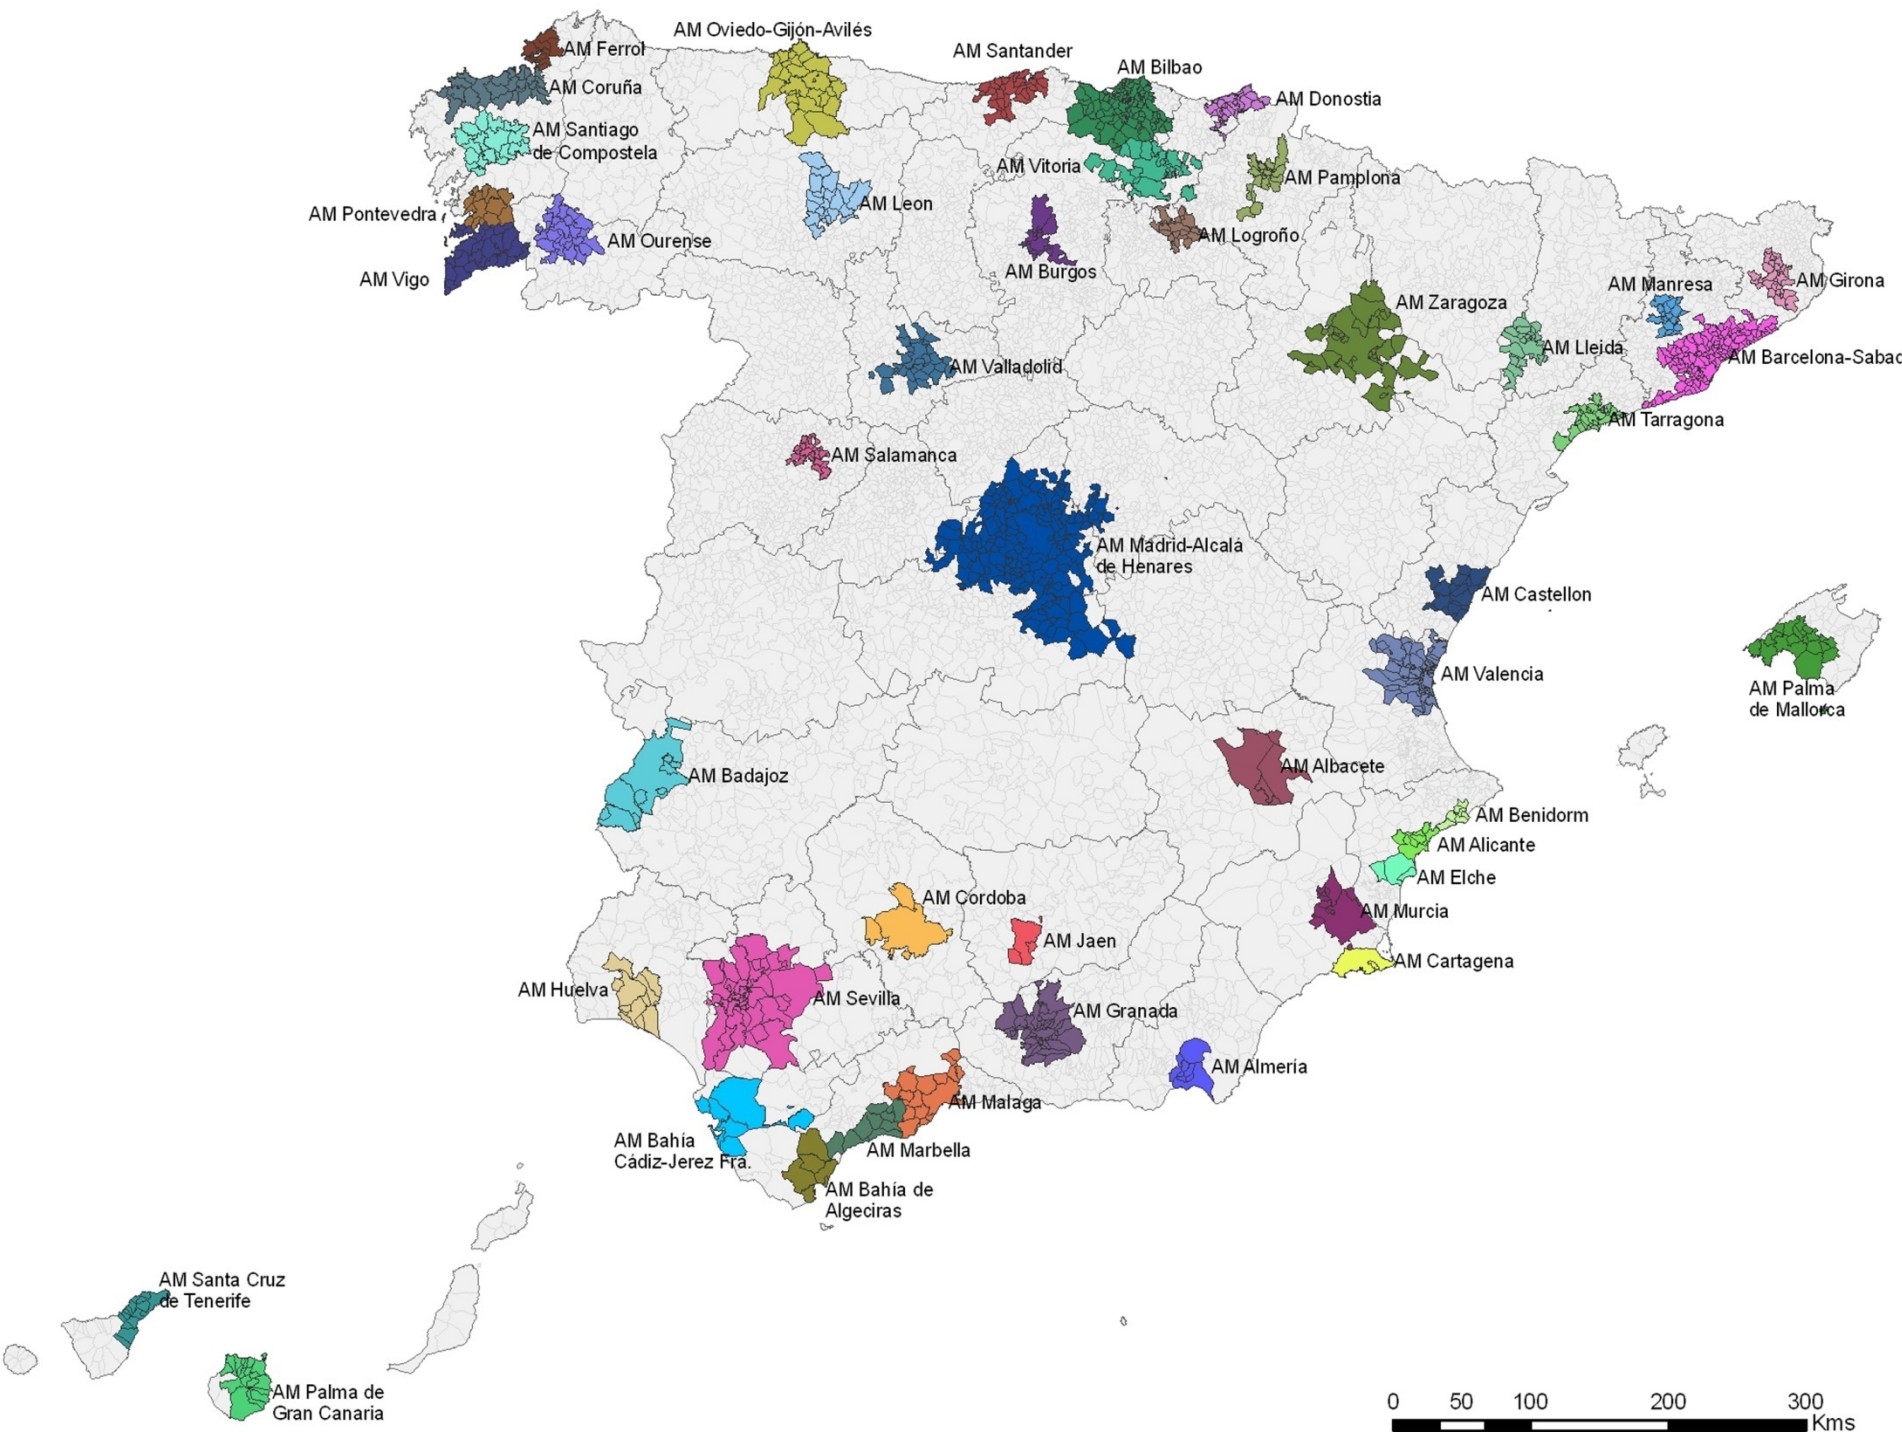 AM Oviedo-Gijón-Avilés
AM Ferrol
AM Santander
AM Bilbao
AM Coruña
AM Donostia
AM Santiago
de Compostela
AM Vitoria
AM Pamplona
AM Leon
AM Pontevedra
AM Ourense
AM Logroño
AM Burgos
AM Vigo
AM Girona
AM Manresa
AM Zaragoza
AM Lleida
AM Barcelona-Sabad
AM Valladolid
AM Tarragona
AM Salamanca
AM Madrid-Alcalá
de Henares
AM Castellon
AM Valencia
AM Palma
de Mallorca
AM Albacete
AM Badajoz
AM Benidorm
AM Alicante
AM Elche
AM Cordoba
AM Murcia
AM Jaen
AM Cartagena
AM Huelva
AM Sevilla
AM Granada
AM Almería
AM Malaga
AM Bahía
Cádiz-Jerez Fra.
AM Marbella
AM Bahía de
Algeciras
AM Santa Cruz
de Tenerife
AM Palma de
Gran Canaria
0 50 100 200 300
Kms